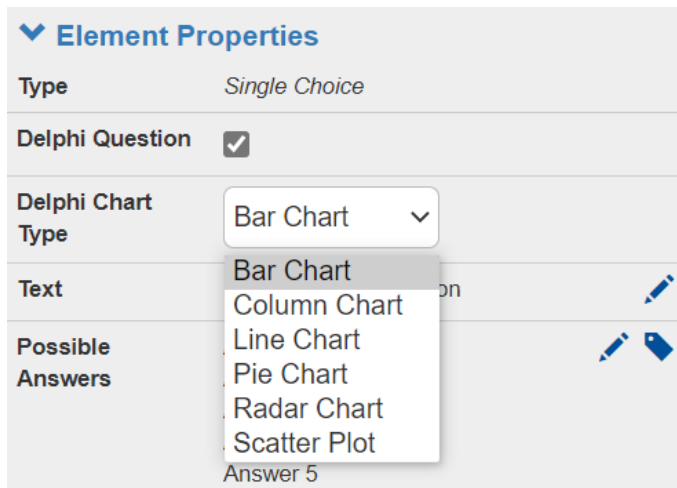 Element Properties
Type Single Choice
Delphi Question
Delphi Chart
Type
Bar Chart
Bar Chart
Column Chart
Line Chart
Pie Chart
Radar Chart
Scatter Plot
Text
Possible
Answers
Answer 5